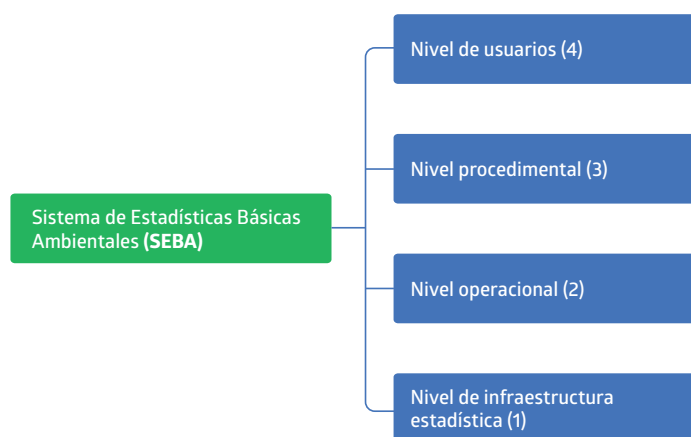 Nivel de usuarios (4)
Nivel procedimental (3)
Sistema de Estadísticas Básicas
Ambientales (SEBA)
Nivel operacional (2)
Nivel de infraestructura
estadística (1)